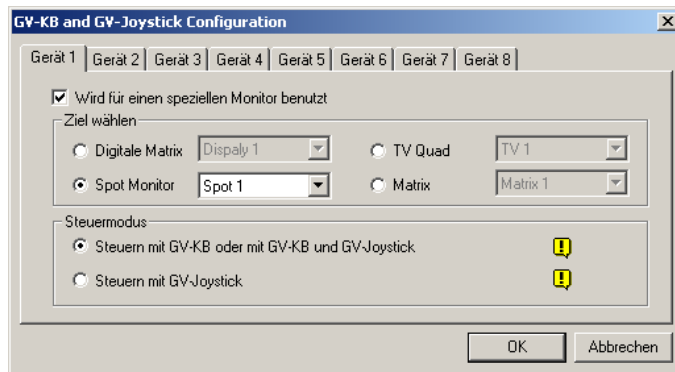 GV-KB and GV-Joystick Configuration
Gerät 1 Gerät 2 Gerät 3 Gerät 4 Gerät 5 Gerät 6 Gerät 7 Gerät 8
Wird für einen speziellen Monitor benutzt
Ziel wählen
Digitale Matrix Dispaly 1 TV Quad TV 1
Spot Monitor Spot 1 Matrix Matrix 1
Steuermodus
Steuern mit GV-KB oder mit GV-KB und GV-Joystick
Steuern mit GV-Joystick
OK Abbrechen